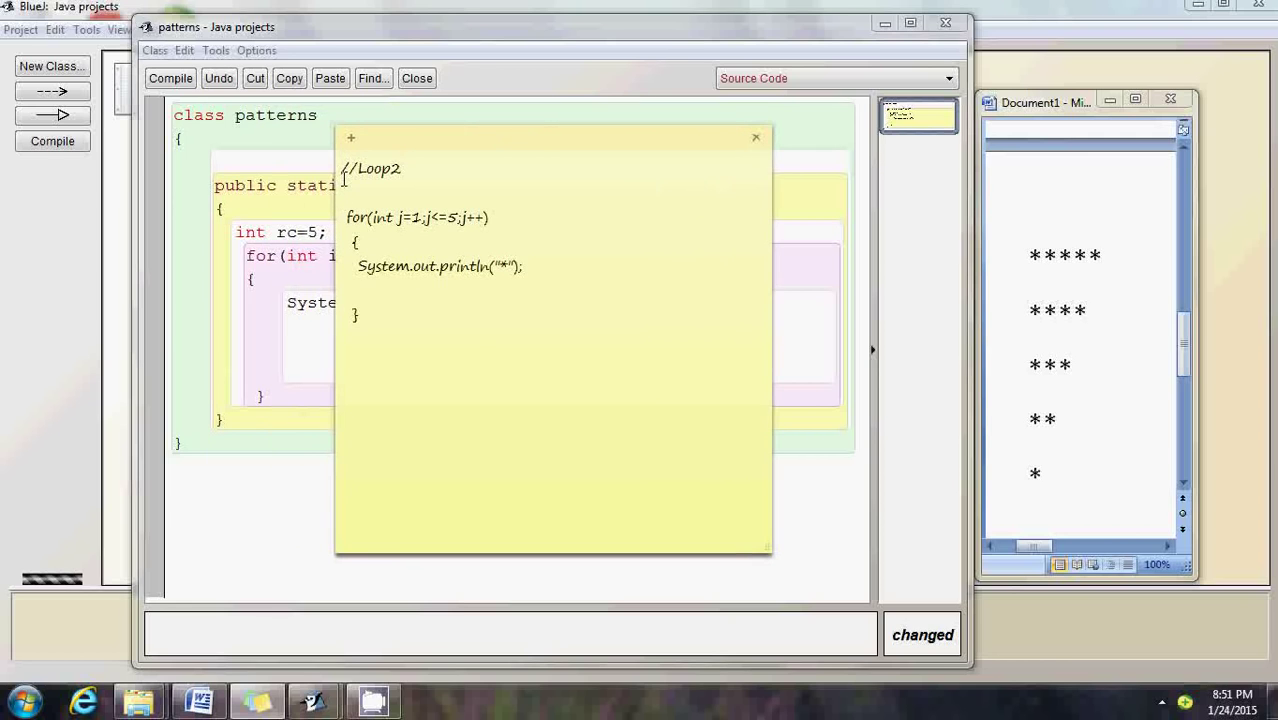 BlueJ: Java projects
Project Edit Tools View
New Class...
Compile
patterns - Java projects
Class Edit Tools Options
Compile Undo Cut Copy Paste Find... Close Source Code
class patterns
{
public stati
{
int rc=5;
for(int i
{
Syste
}
}
}
+ ×
//Loop2
for(int j=1;j<=5;j++)
{
System.out.println("*");
}
changed
Document1 - Mi...
*****
****
***
**
*
100%
8:51 PM
1/24/2015